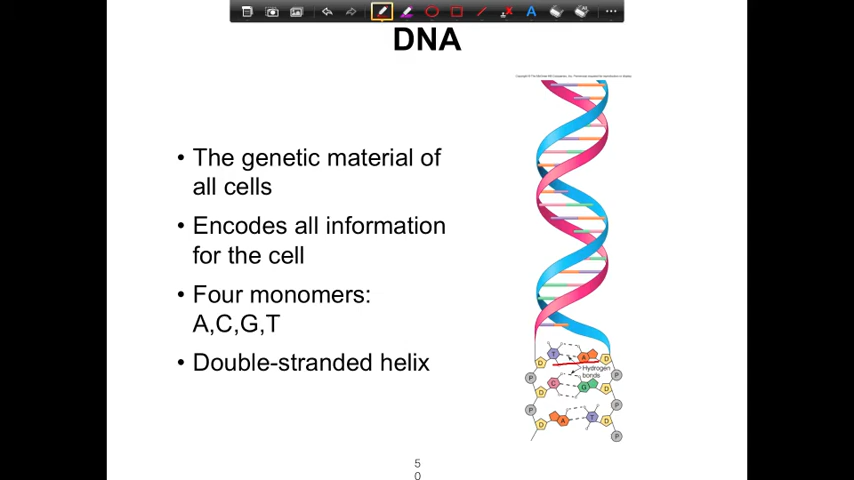 A
DNA
• The genetic material of
all cells
• Encodes all information
for the cell
• Four monomers:
A,C,G,T
• Double-stranded helix
T A
D D
Hydrogen
bonds
P P
C G
D D
P P
A T
D D
P
5
0